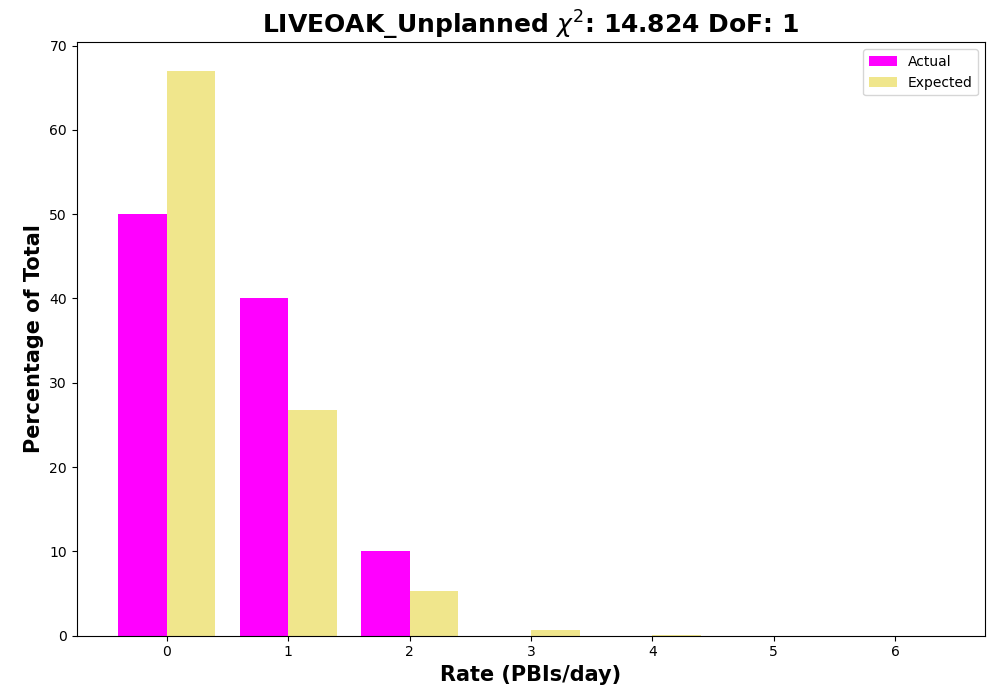 LIVEOAK_Unplanned χ²: 14.824 DoF: 1
Actual
Expected
Percentage of Total
70
60
50
40
30
20
10
0
0 1 2 3 4 5 6
Rate (PBIs/day)